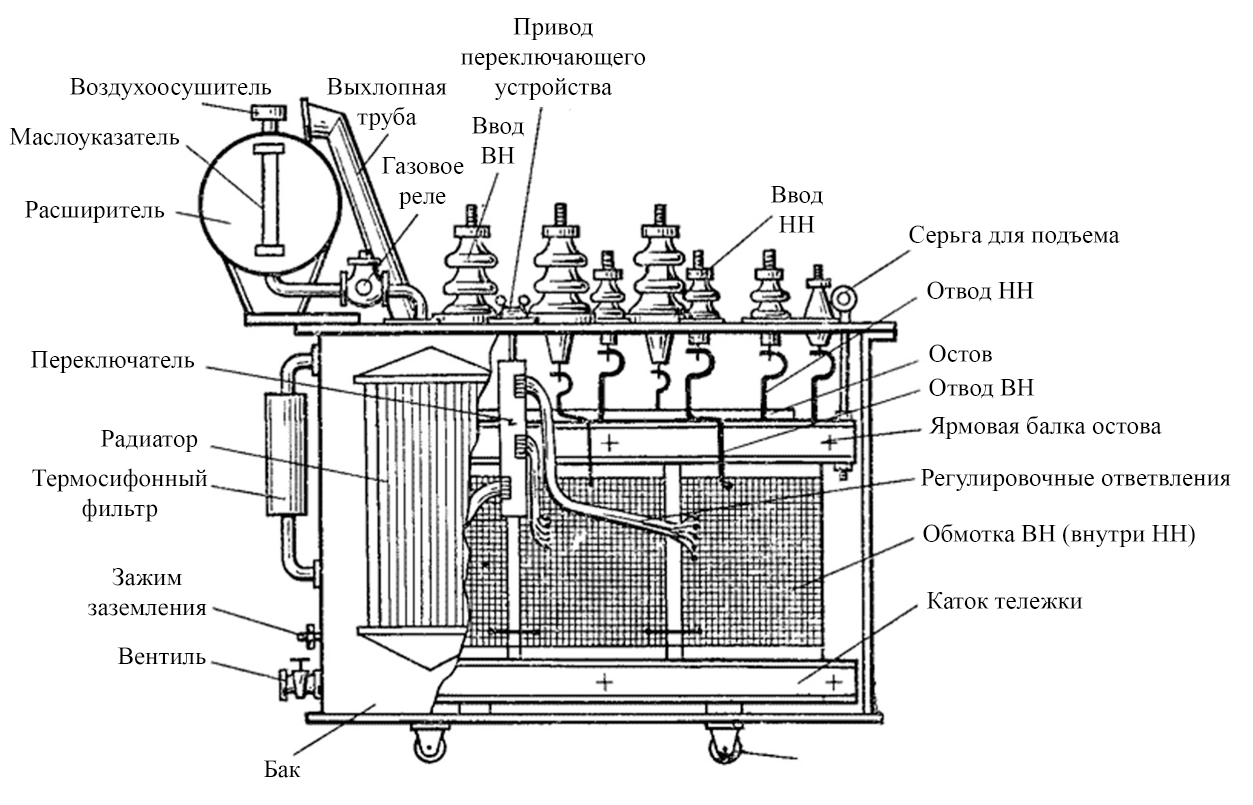 Привод
переключающего
устройства
Воздухоосушитель
Выхлопная
труба
Маслоуказатель
Ввод
ВН
Газовое
реле
Расширитель
Ввод
НН
Серьга для подъема
Отвод НН
Переключатель
Остов
Отвод ВН
Радиатор
Ярмовая балка остова
Термосифонный
фильтр
Регулировочные ответвления
Обмотка ВН (внутри НН)
Зажим
заземления
Каток тележки
Вентиль
Бак